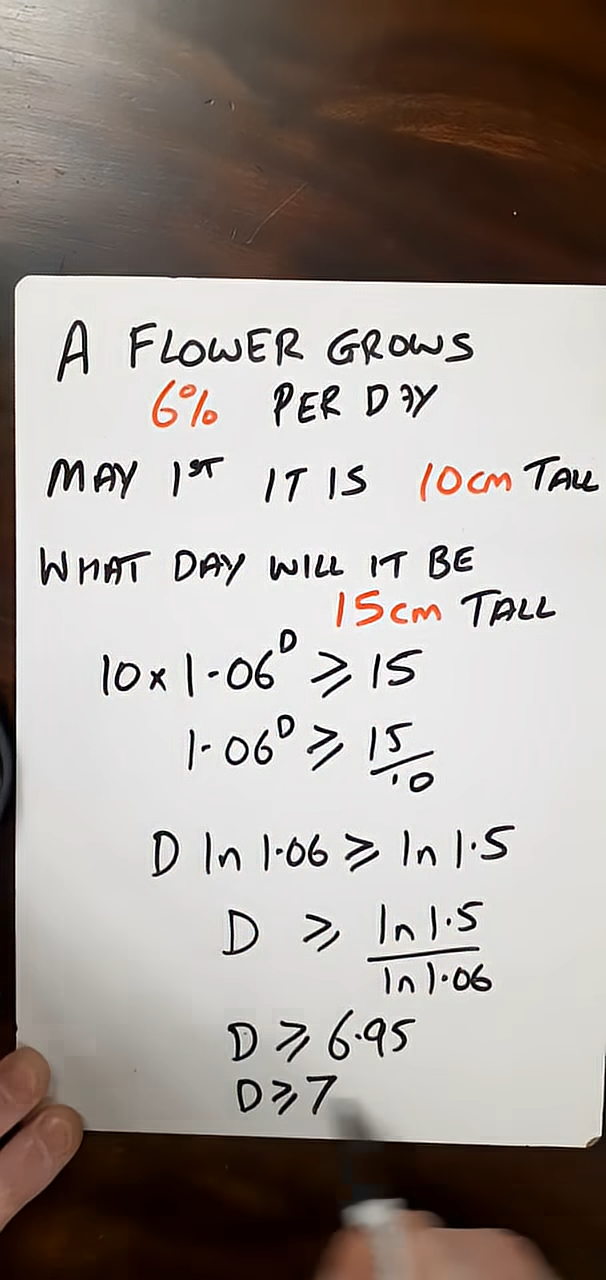 A FLOWER GROWS
6% PER DAY
MAY 1ST IT IS 10cm TALL
WHAT DAY WILL IT BE
15cm TALL
10 × 1·06^D ⩾ 15
1·06^D ⩾ 15/10
D ln 1·06 ⩾ ln 1·5
D ⩾ ln 1·5 / ln 1·06
D ⩾ 6·95
D ⩾ 7